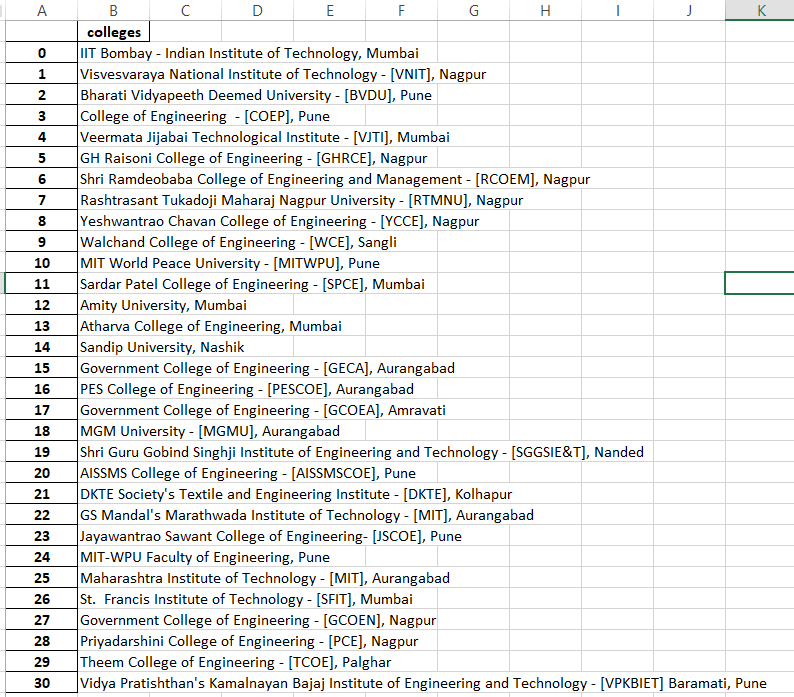 A B C D E F G H I J K
colleges
0 IIT Bombay - Indian Institute of Technology, Mumbai
1 Visvesvaraya National Institute of Technology - [VNIT], Nagpur
2 Bharati Vidyapeeth Deemed University - [BVDU], Pune
3 College of Engineering  - [COEP], Pune
4 Veermata Jijabai Technological Institute - [VJTI], Mumbai
5 GH Raisoni College of Engineering - [GHRCE], Nagpur
6 Shri Ramdeobaba College of Engineering and Management - [RCOEM], Nagpur
7 Rashtrasant Tukadoji Maharaj Nagpur University - [RTMNU], Nagpur
8 Yeshwantrao Chavan College of Engineering - [YCCE], Nagpur
9 Walchand College of Engineering - [WCE], Sangli
10 MIT World Peace University - [MITWPU], Pune
11 Sardar Patel College of Engineering - [SPCE], Mumbai
12 Amity University, Mumbai
13 Atharva College of Engineering, Mumbai
14 Sandip University, Nashik
15 Government College of Engineering - [GECA], Aurangabad
16 PES College of Engineering - [PESCOE], Aurangabad
17 Government College of Engineering - [GCOEA], Amravati
18 MGM University - [MGMU], Aurangabad
19 Shri Guru Gobind Singhji Institute of Engineering and Technology - [SGGSIE&T], Nanded
20 AISSMS College of Engineering - [AISSMSCOE], Pune
21 DKTE Society's Textile and Engineering Institute - [DKTE], Kolhapur
22 GS Mandal's Marathwada Institute of Technology - [MIT], Aurangabad
23 Jayawantrao Sawant College of Engineering- [JSCOE], Pune
24 MIT-WPU Faculty of Engineering, Pune
25 Maharashtra Institute of Technology - [MIT], Aurangabad
26 St.  Francis Institute of Technology - [SFIT], Mumbai
27 Government College of Engineering - [GCOEN], Nagpur
28 Priyadarshini College of Engineering - [PCE], Nagpur
29 Theem College of Engineering - [TCOE], Palghar
30 Vidya Pratishthan's Kamalnayan Bajaj Institute of Engineering and Technology - [VPKBIET] Baramati, Pune